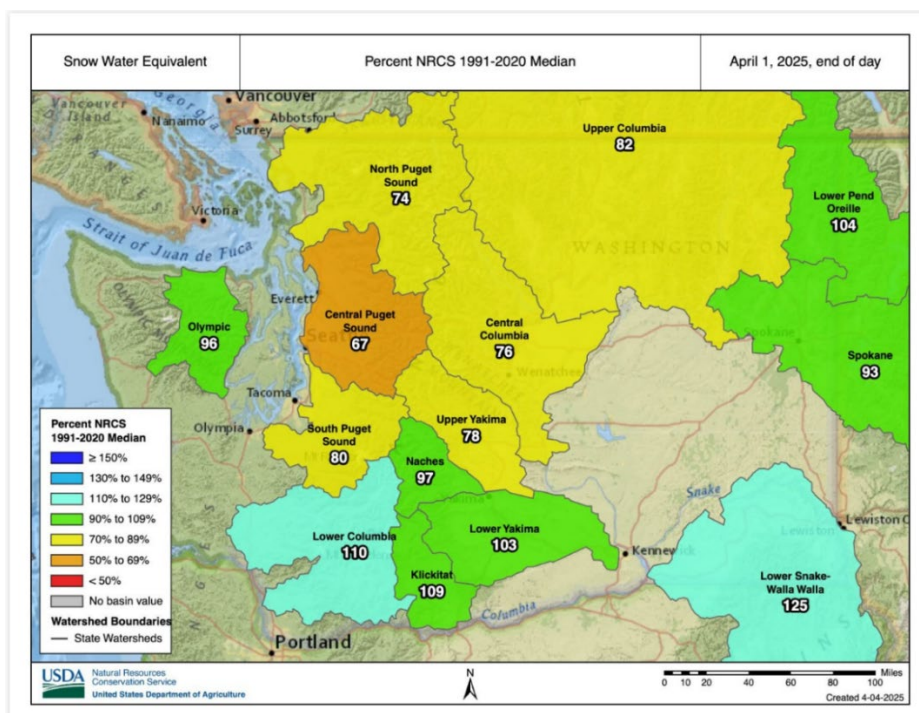 Snow Water Equivalent
Percent NRCS 1991-2020 Median
April 1, 2025, end of day
Vancouver
Vancouver
Island
Nanaimo
Georgia
Surrey
Abbotsford
Victoria
Strait of Juan de Fuca
North Puget
Sound
74
Upper Columbia
82
Lower Pend
Oreille
104
WASHINGTON
Everett
Olympic
96
Central Puget
Sound
67
Central
Columbia
76
Wenatchee
Spokane
Spokane
93
Tacoma
Olympia
South Puget
Sound
80
Upper Yakima
78
Naches
97
Yakima
Snake
Lower Columbia
110
Lower Yakima
103
Klickitat
109
Kennewick
Columbia
Lewiston
Lewiston
Lower Snake-
Walla Walla
125
Portland
Percent NRCS
1991-2020 Median
≥ 150%
130% to 149%
110% to 129%
90% to 109%
70% to 89%
50% to 69%
< 50%
No basin value
Watershed Boundaries
State Watersheds
USDA
Natural Resources
Conservation Service
United States Department of Agriculture
N
Miles
0 10 20 40 60 80 100
Created 4-04-2025